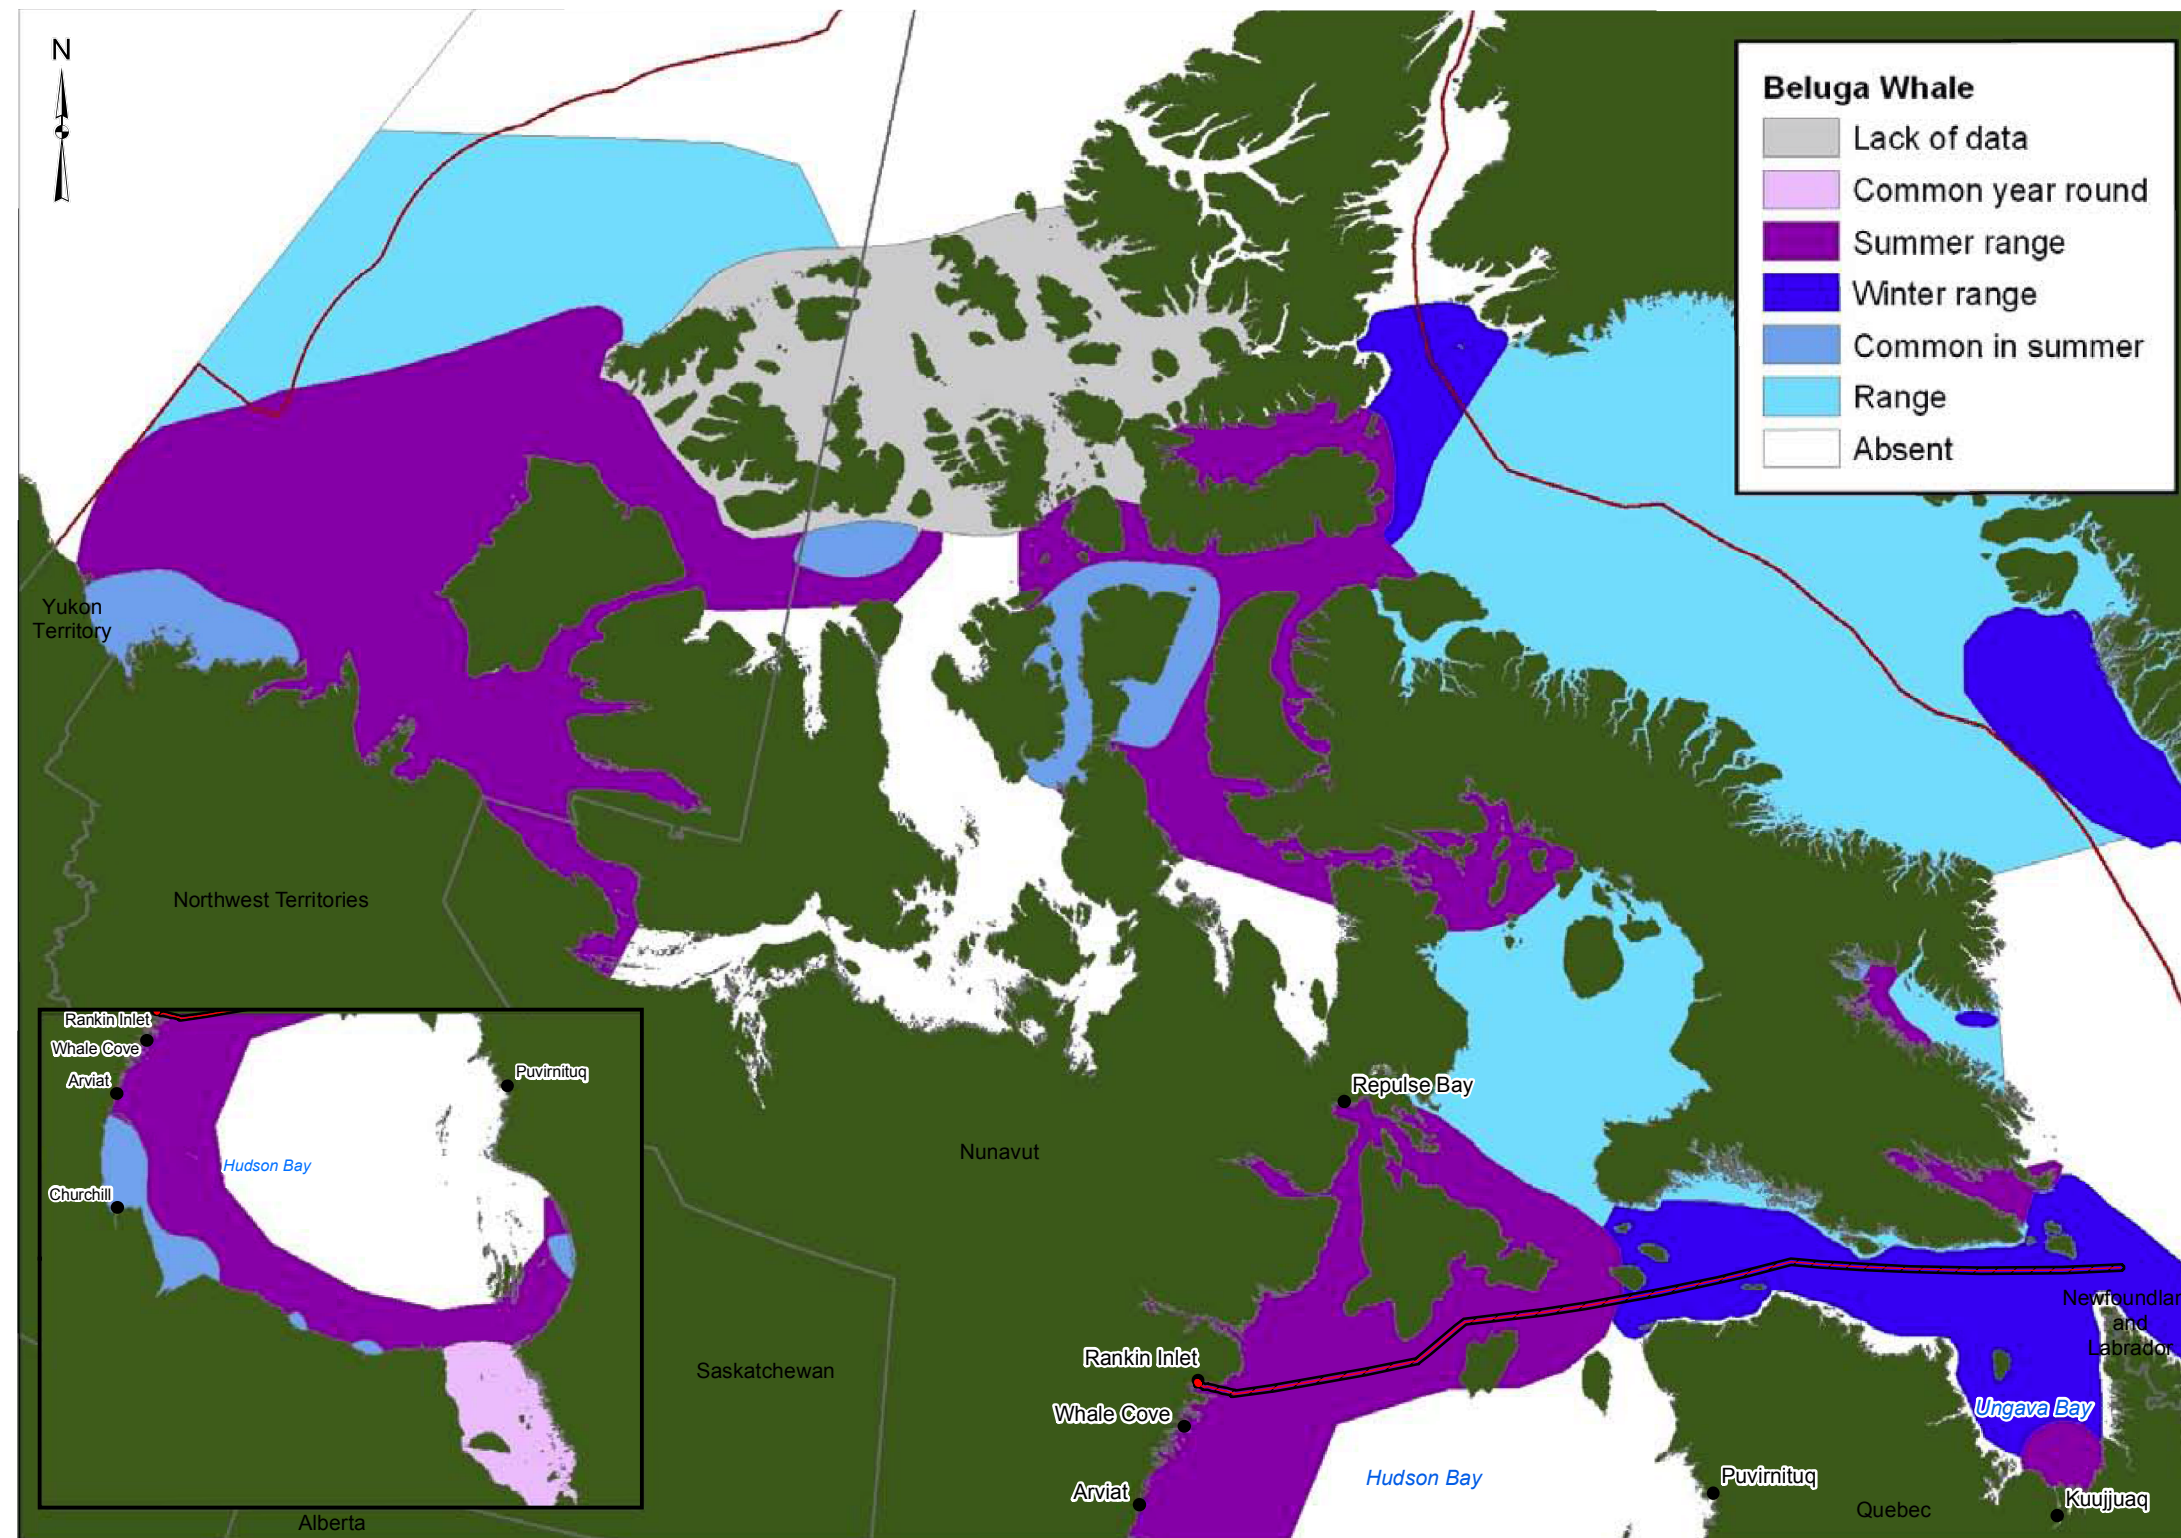 N
Beluga Whale
Lack of data
Common year round
Summer range
Winter range
Common in summer
Range
Absent
Yukon
Territory
Northwest Territories
Nunavut
Repulse Bay
Rankin Inlet
Whale Cove
Arviat
Hudson Bay
Puvirnituq
Quebec
Kuujjuaq
Ungava Bay
Newfoundlan
and
Labrador
Saskatchewan
Alberta
Rankin Inlet
Whale Cove
Arviat
Churchill
Hudson Bay
Puvirnituq